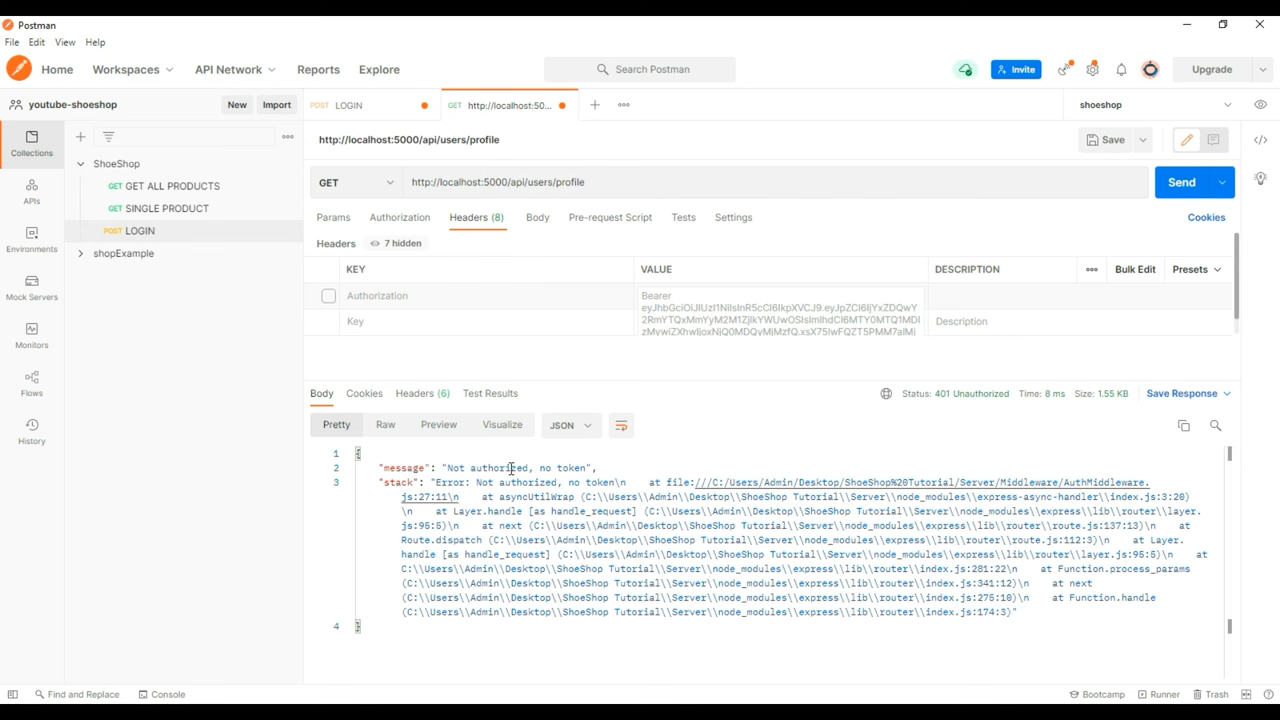 Postman
File Edit View Help
Home Workspaces API Network Reports Explore Search Postman Invite Upgrade
youtube-shoeshop New Import POST LOGIN GET http://localhost:50... shoeshop
Collections
APIs
Environments
Mock Servers
Monitors
Flows
History
ShoeShop
GET GET ALL PRODUCTS
GET SINGLE PRODUCT
POST LOGIN
shopExample
http://localhost:5000/api/users/profile Save
GET http://localhost:5000/api/users/profile Send
Params Authorization Headers (8) Body Pre-request Script Tests Settings Cookies
Headers 7 hidden
KEY VALUE DESCRIPTION Bulk Edit Presets
Authorization Bearer
Key Description
Body Cookies Headers (6) Test Results Status: 401 Unauthorized Time: 8 ms Size: 1.55 KB Save Response
Pretty Raw Preview Visualize JSON
1 {
2 "message": "Not authorized, no token",
3 "stack": "Error: Not authorized, no token\n at file:///C:/Users/Admin/Desktop/ShoeShop%20Tutorial/Server/Middleware/AuthMiddleware.
js:27:11\n at asyncUtilWrap (C:\\Users\\Admin\\Desktop\\ShoeShop Tutorial\\Server\\node_modules\\express-async-handler\\index.js:3:20)
\n at Layer.handle [as handle_request] (C:\\Users\\Admin\\Desktop\\ShoeShop Tutorial\\Server\\node_modules\\express\\lib\\router\\layer.
js:95:5)\n at next (C:\\Users\\Admin\\Desktop\\ShoeShop Tutorial\\Server\\node_modules\\express\\lib\\router\\route.js:137:13)\n at
Route.dispatch (C:\\Users\\Admin\\Desktop\\ShoeShop Tutorial\\Server\\node_modules\\express\\lib\\router\\route.js:112:3)\n at Layer.
handle [as handle_request] (C:\\Users\\Admin\\Desktop\\ShoeShop Tutorial\\Server\\node_modules\\express\\lib\\router\\layer.js:95:5)\n at
C:\\Users\\Admin\\Desktop\\ShoeShop Tutorial\\Server\\node_modules\\express\\lib\\router\\index.js:281:22\n at Function.process_params
(C:\\Users\\Admin\\Desktop\\ShoeShop Tutorial\\Server\\node_modules\\express\\lib\\router\\index.js:341:12)\n at next
(C:\\Users\\Admin\\Desktop\\ShoeShop Tutorial\\Server\\node_modules\\express\\lib\\router\\index.js:275:10)\n at Function.handle
(C:\\Users\\Admin\\Desktop\\ShoeShop Tutorial\\Server\\node_modules\\express\\lib\\router\\index.js:174:3)"
4 }
Find and Replace Console Bootcamp Runner Trash